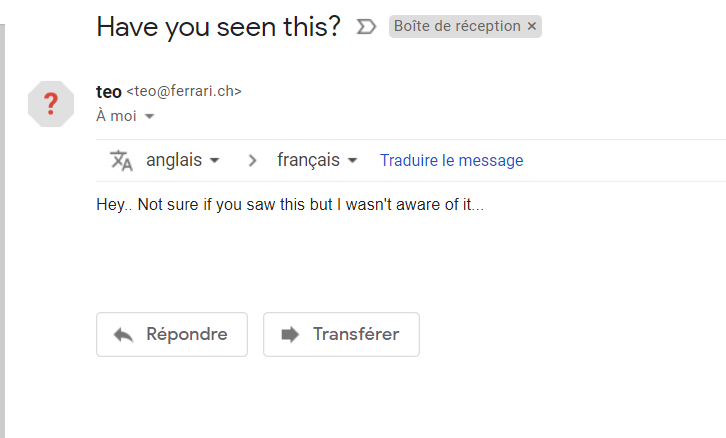 Have you seen this? Boîte de réception ×
?
teo <teo@ferrari.ch>
À moi
anglais > français Traduire le message
Hey.. Not sure if you saw this but I wasn't aware of it...
Répondre Transférer